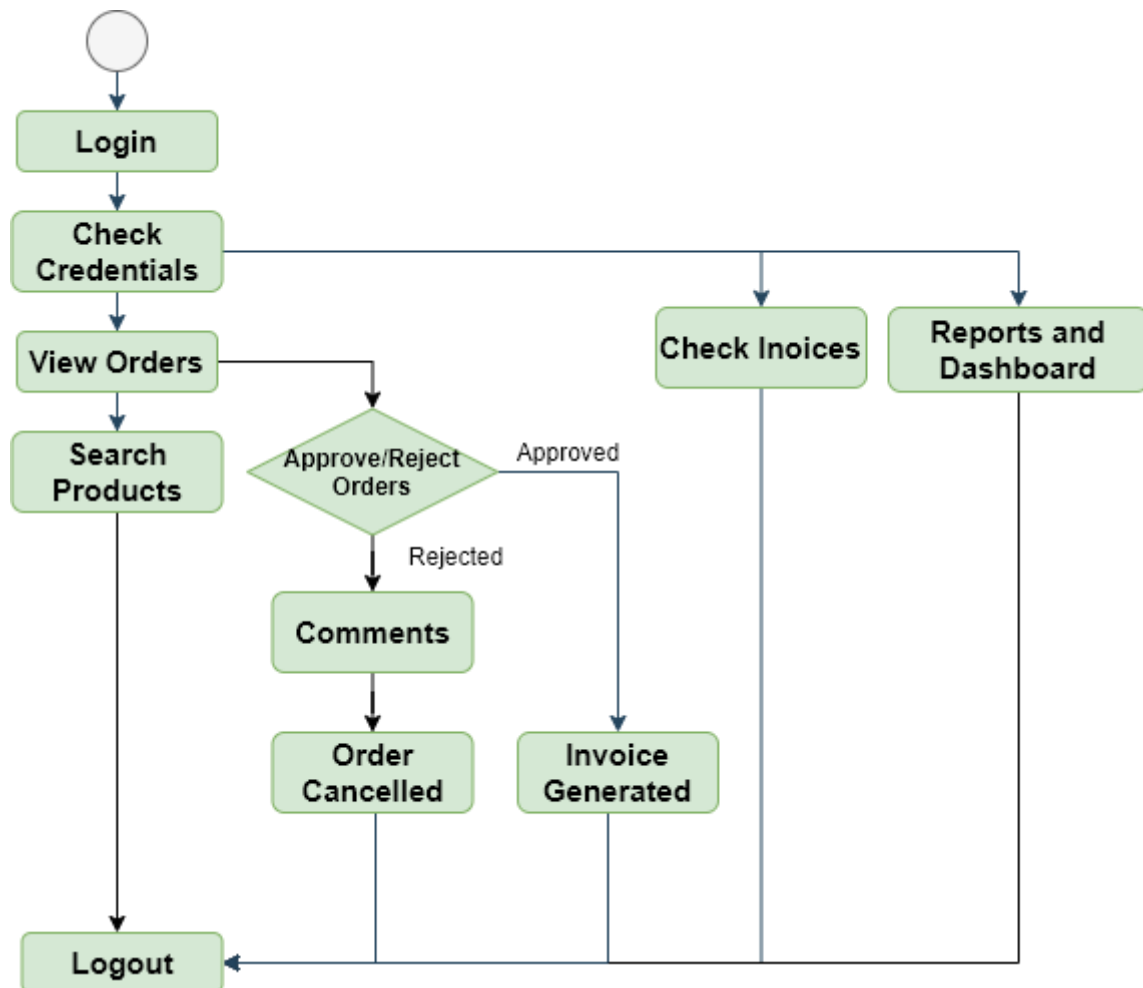 Login
Check
Credentials
View Orders
Check Inoices
Reports and
Dashboard
Search
Products
Approve/Reject
Orders
Approved
Rejected
Comments
Order
Cancelled
Invoice
Generated
Logout